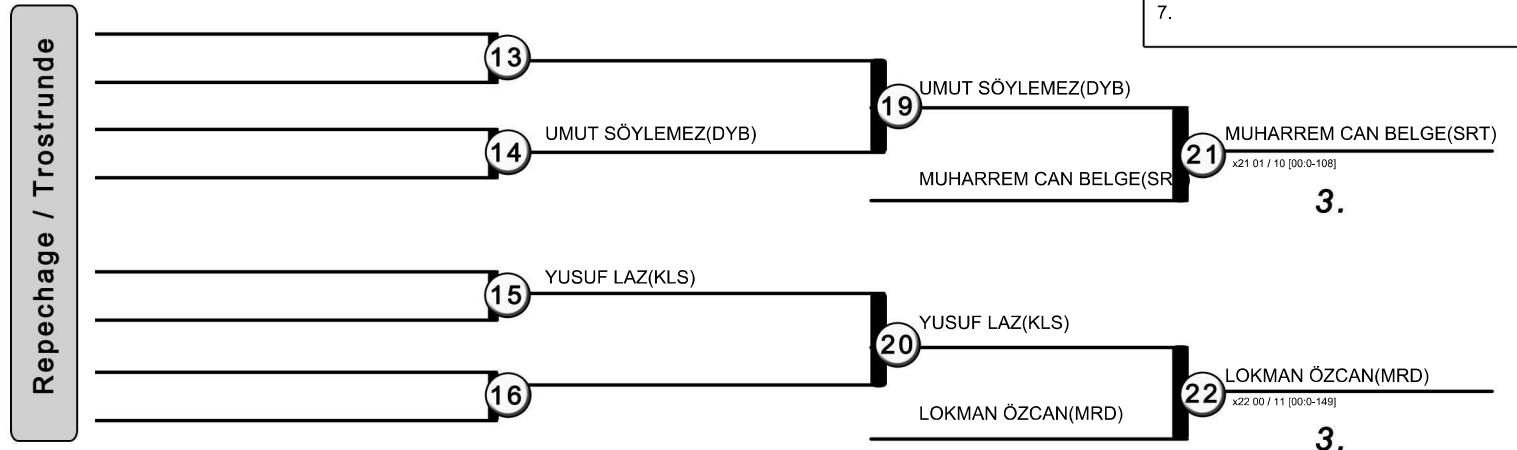 7.
Repechage / Trostrunde
13
UMUT SÖYLEMEZ(DYB)
14
19
UMUT SÖYLEMEZ(DYB)
MUHARREM CAN BELGE(SR
21
MUHARREM CAN BELGE(SRT)
x21 01 / 10 [00:0-108]
3.
YUSUF LAZ(KLS)
15
16
20
YUSUF LAZ(KLS)
LOKMAN ÖZCAN(MRD)
22
LOKMAN ÖZCAN(MRD)
x22 00 / 11 [00:0-149]
3.